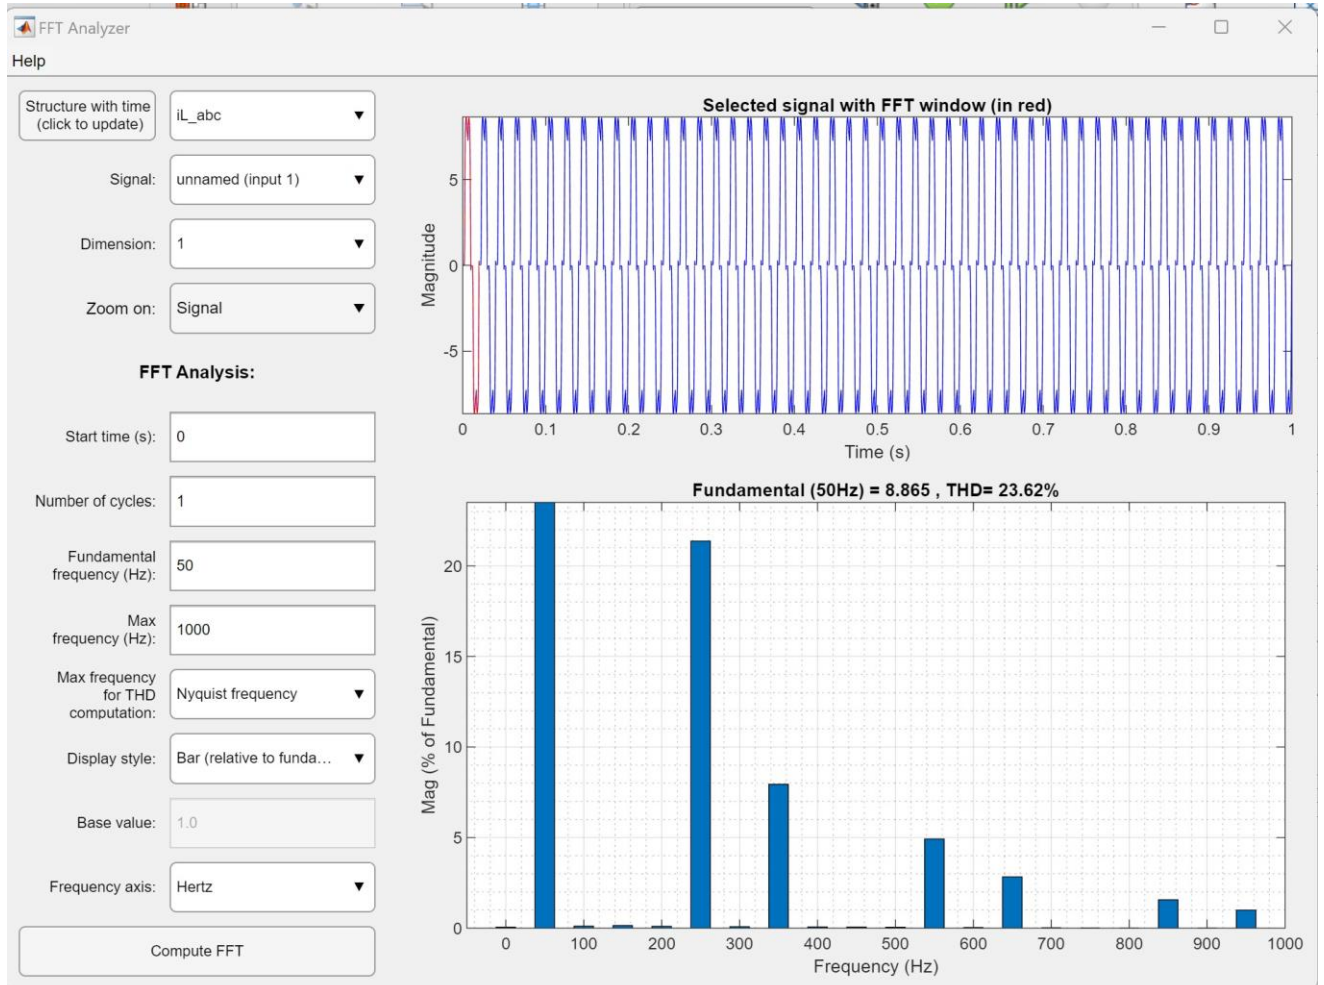 FFT Analyzer
Help
Structure with time
(click to update)
iL_abc
Signal:
unnamed (input 1)
Dimension:
1
Zoom on:
Signal
FFT Analysis:
Start time (s):
0
Number of cycles:
1
Fundamental
frequency (Hz):
50
Max
frequency (Hz):
1000
Max frequency
for THD
computation:
Nyquist frequency
Display style:
Bar (relative to funda...
Base value:
1.0
Frequency axis:
Hertz
Compute FFT
Selected signal with FFT window (in red)
Magnitude
5
0
-5
0 0.1 0.2 0.3 0.4 0.5 0.6 0.7 0.8 0.9 1
Time (s)
Fundamental (50Hz) = 8.865 , THD= 23.62%
Mag (% of Fundamental)
20
15
10
5
0
0 100 200 300 400 500 600 700 800 900 1000
Frequency (Hz)